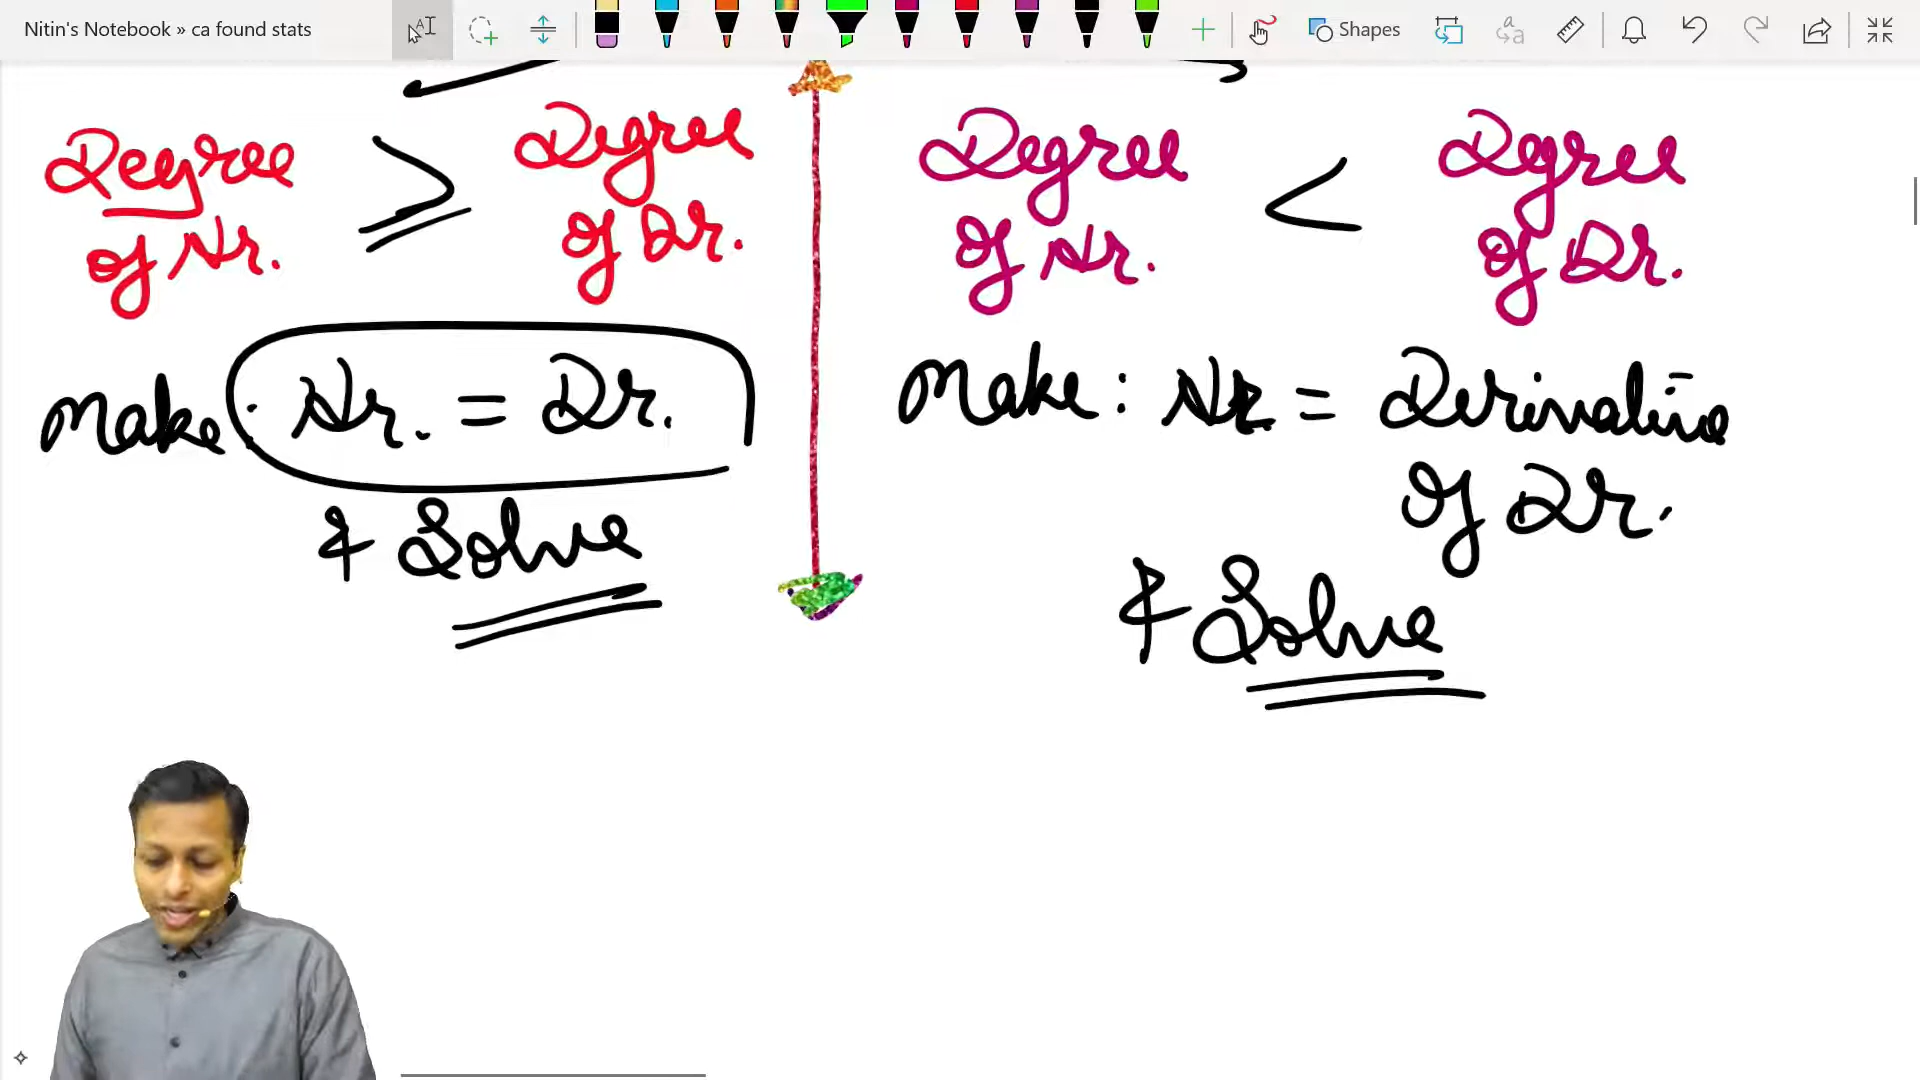 Nitin's Notebook » ca found stats
Shapes
Degree of Nr. ≥ Degree of Dr.
Make: Nr. = Dr.
& Solve
Degree of Nr. < Degree of Dr.
Make: Nr = Derivative of Dr.
& Solve